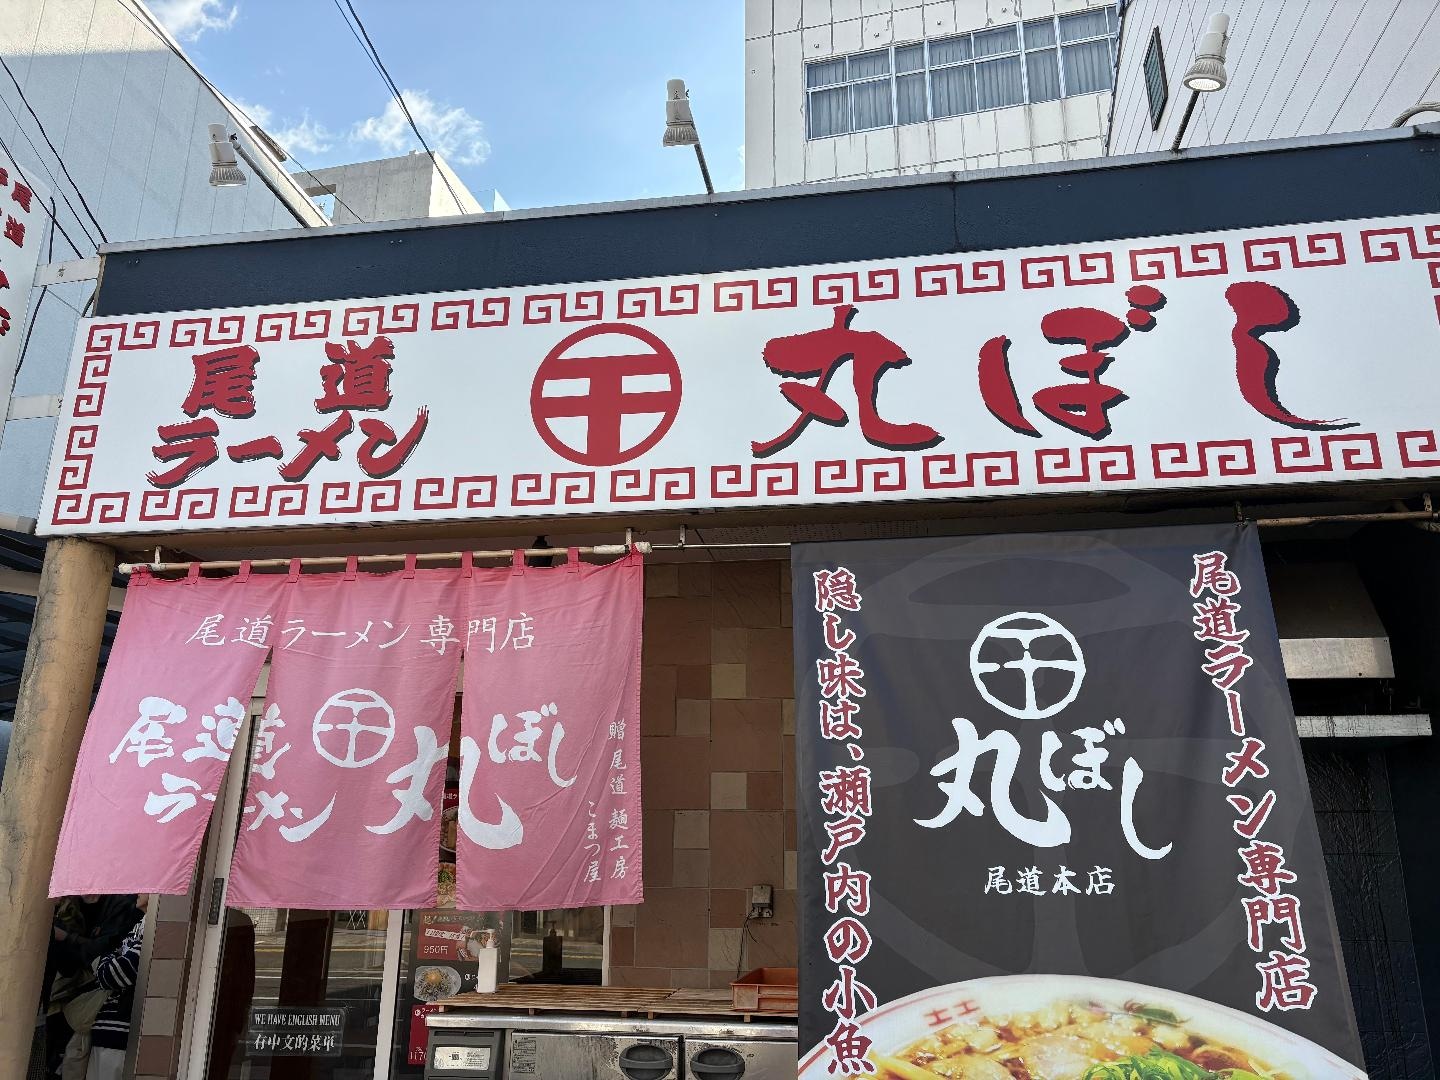 尾道
ラーメン
丸ぼし
尾道ラーメン専門店
尾道
ラーメン
丸ぼし
贈尾道 麺工房
こまつ屋
尾道ラーメン専門店
丸ぼし
尾道本店
隠し味は、瀬戸内の小魚
950円
WE HAVE ENGLISH MENU
有中文的菜単